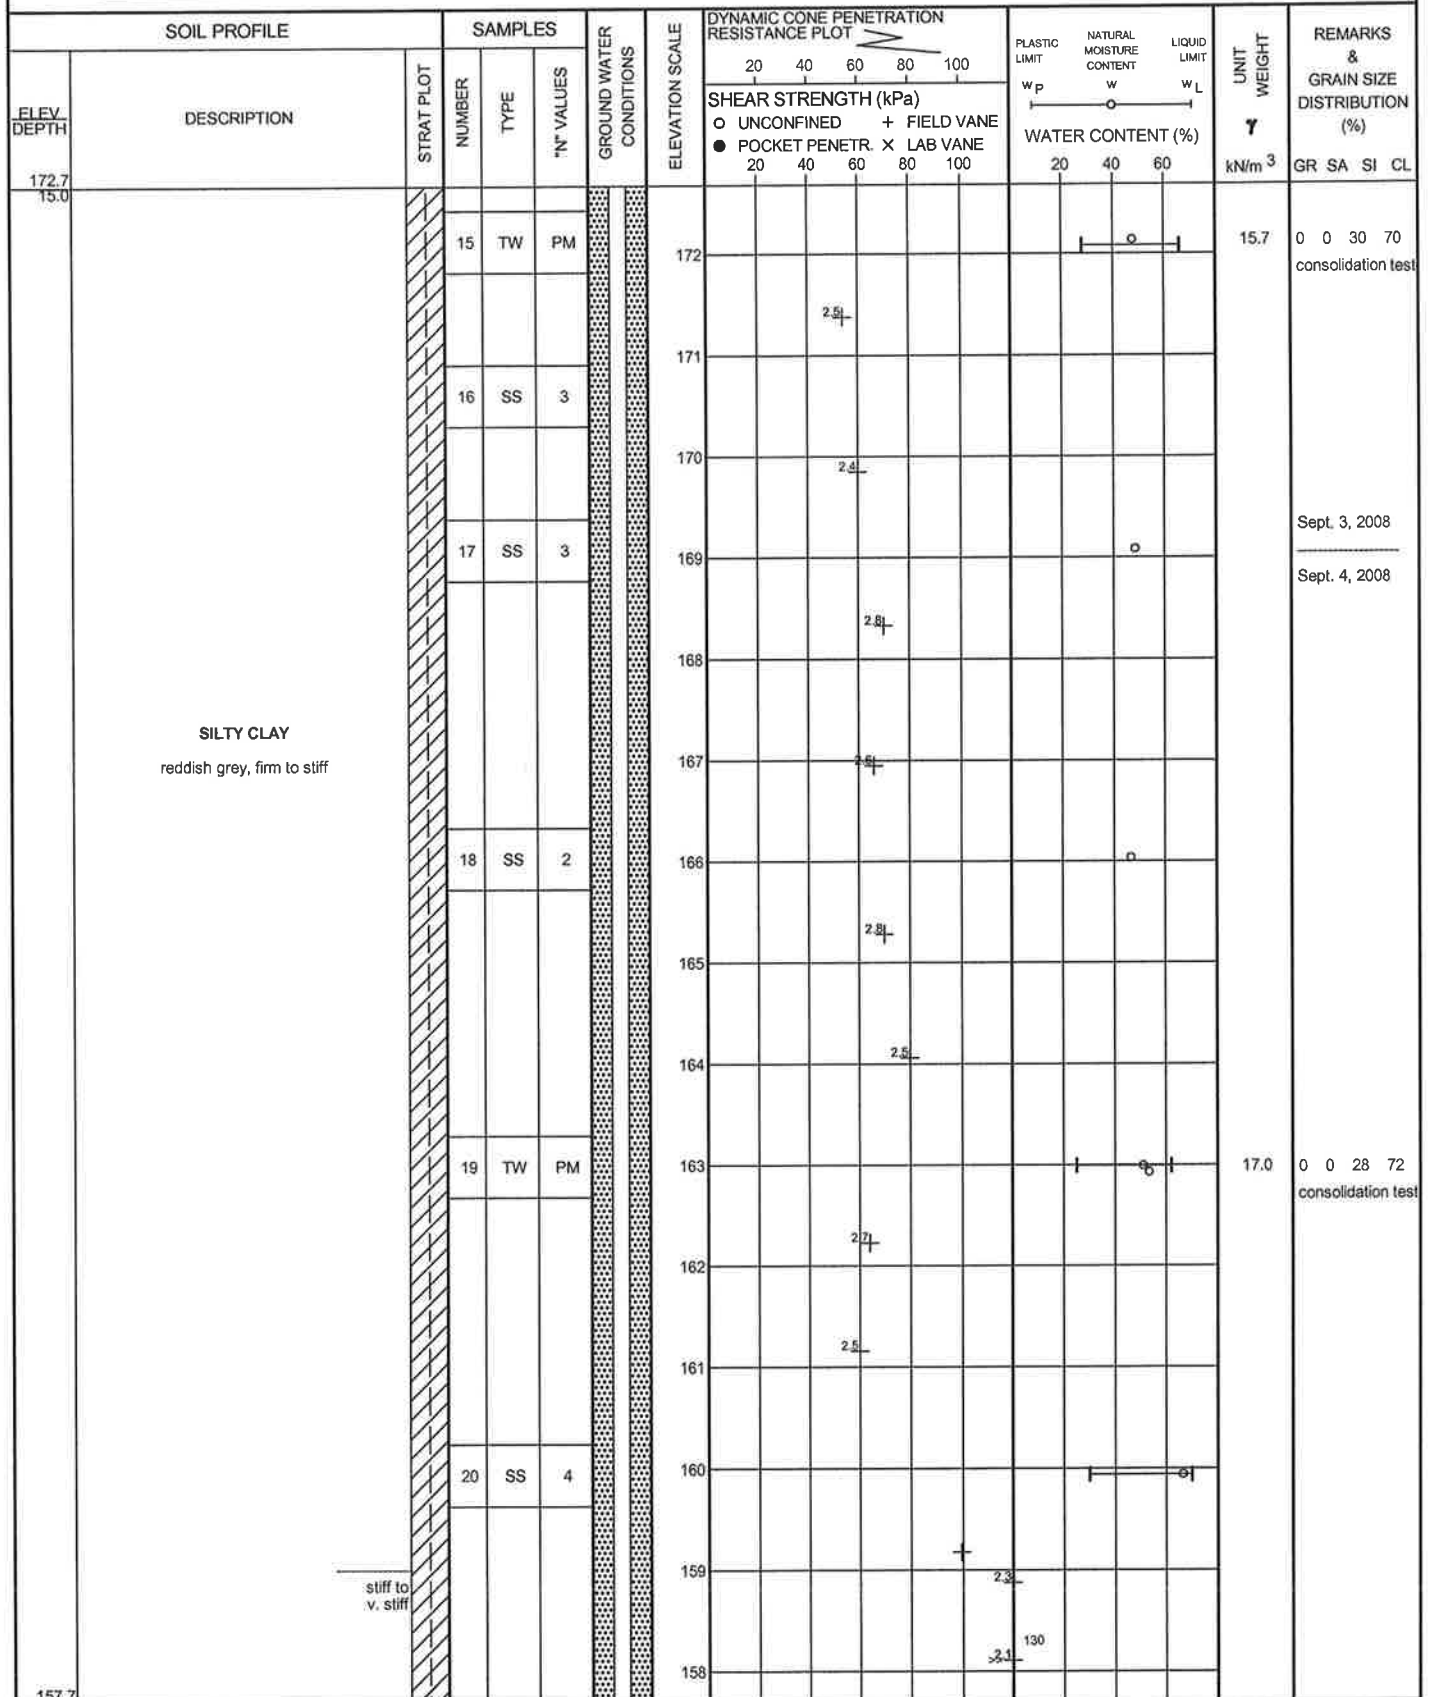 SOIL PROFILE
SAMPLES
GROUND WATER
CONDITIONS
ELEVATION SCALE
DYNAMIC CONE PENETRATION
RESISTANCE PLOT
20 40 60 80 100
PLASTIC
LIMIT
NATURAL
MOISTURE
CONTENT
LIQUID
LIMIT
WP W WL
UNIT
WEIGHT
γ
kN/m 3
REMARKS
&
GRAIN SIZE
DISTRIBUTION
(%)
GR SA SI CL
ELEV
DEPTH
DESCRIPTION
STRAT PLOT
NUMBER
TYPE
"N" VALUES
SHEAR STRENGTH (kPa)
O UNCONFINED + FIELD VANE
● POCKET PENETR. X LAB VANE
20 40 60 80 100
WATER CONTENT (%)
20 40 60
172.7
15.0
15 TW PM
172
15.7
0 0 30 70
consolidation test
2.5
171
16 SS 3
170
2.4
Sept. 3, 2008
17 SS 3
169
Sept. 4, 2008
2.8
168
SILTY CLAY
reddish grey, firm to stiff
167
2.6
18 SS 2
166
2.8
165
2.5
164
19 TW PM
163
17.0
0 0 28 72
consolidation test
2.7
162
2.5
161
20 SS 4
160
159
stiff to
v. stiff
2.3
130
2.1
158
157.7